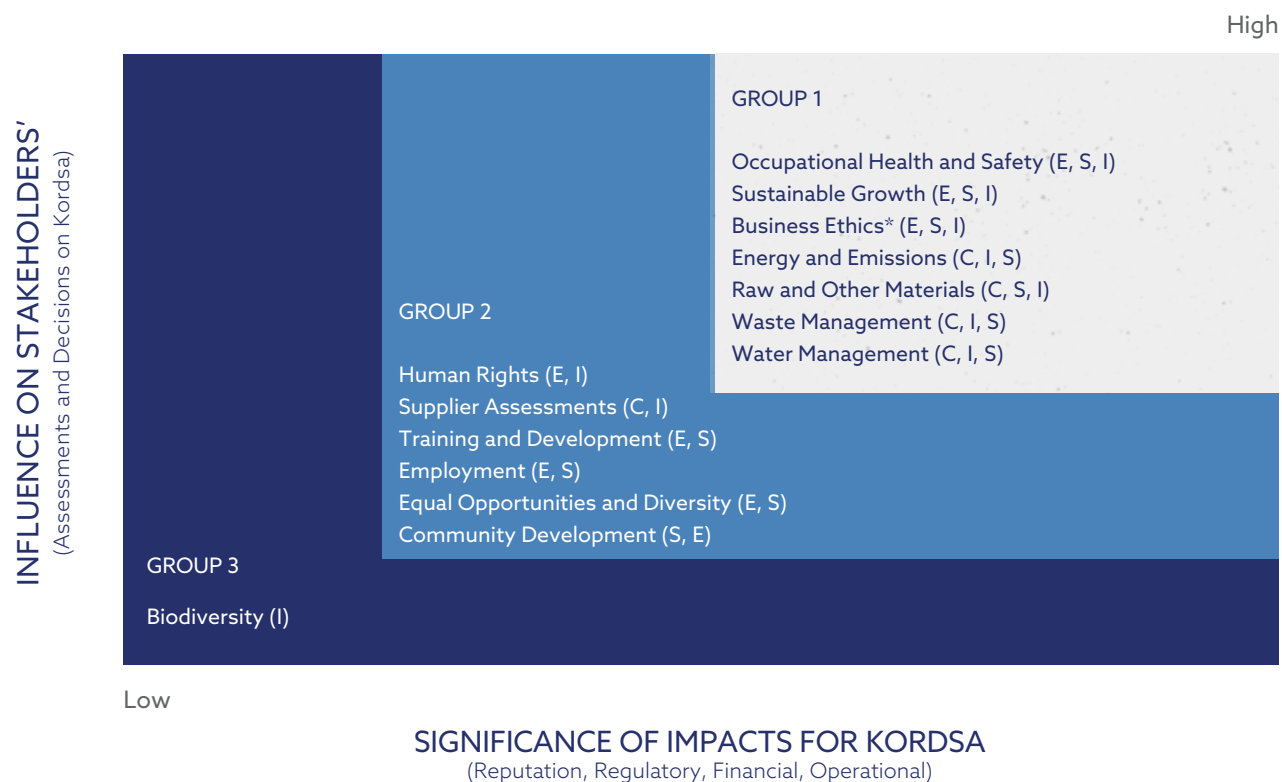 High
INFLUENCE ON STAKEHOLDERS’
(Assessments and Decisions on Kordsa)
GROUP 1
Occupational Health and Safety (E, S, I)
Sustainable Growth (E, S, I)
Business Ethics* (E, S, I)
Energy and Emissions (C, I, S)
Raw and Other Materials (C, S, I)
Waste Management (C, I, S)
Water Management (C, I, S)
GROUP 2
Human Rights (E, I)
Supplier Assessments (C, I)
Training and Development (E, S)
Employment (E, S)
Equal Opportunities and Diversity (E, S)
Community Development (S, E)
GROUP 3
Biodiversity (I)
Low
SIGNIFICANCE OF IMPACTS FOR KORDSA
(Reputation, Regulatory, Financial, Operational)